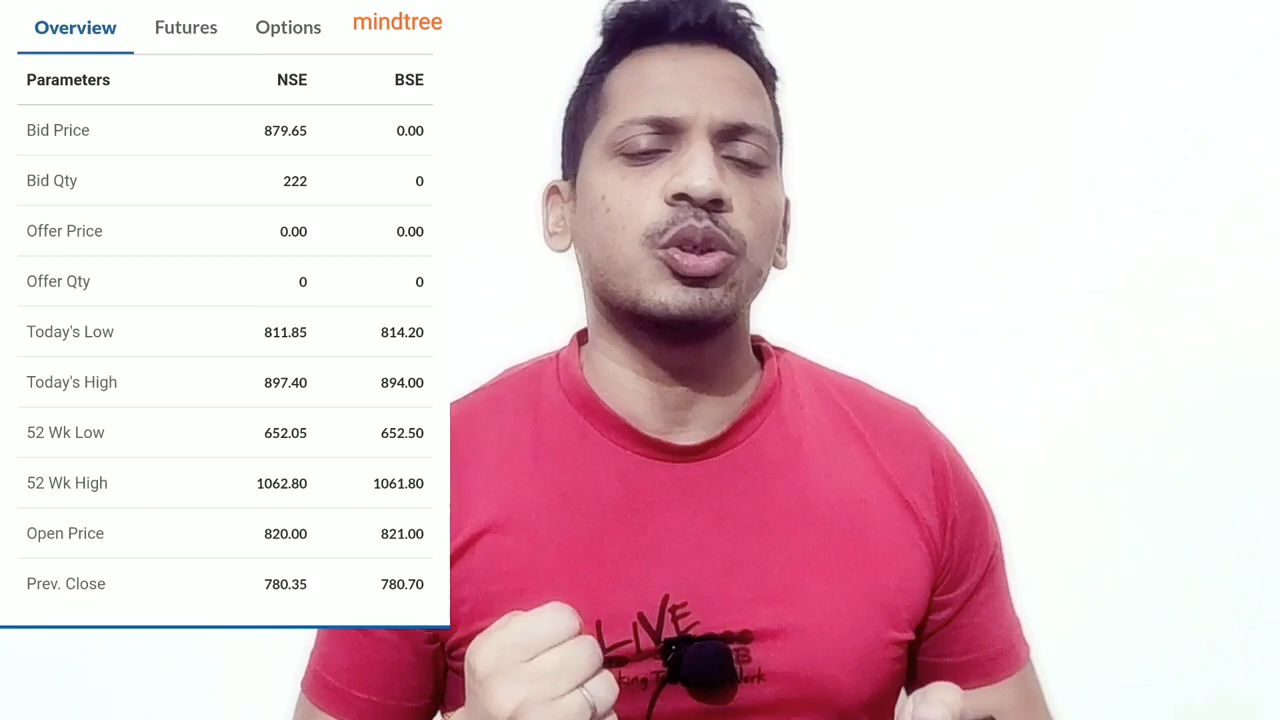 Overview Futures Options mindtree
Parameters NSE BSE
Bid Price 879.65 0.00
Bid Qty 222 0
Offer Price 0.00 0.00
Offer Qty 0 0
Today's Low 811.85 814.20
Today's High 897.40 894.00
52 Wk Low 652.05 652.50
52 Wk High 1062.80 1061.80
Open Price 820.00 821.00
Prev. Close 780.35 780.70
LIVE